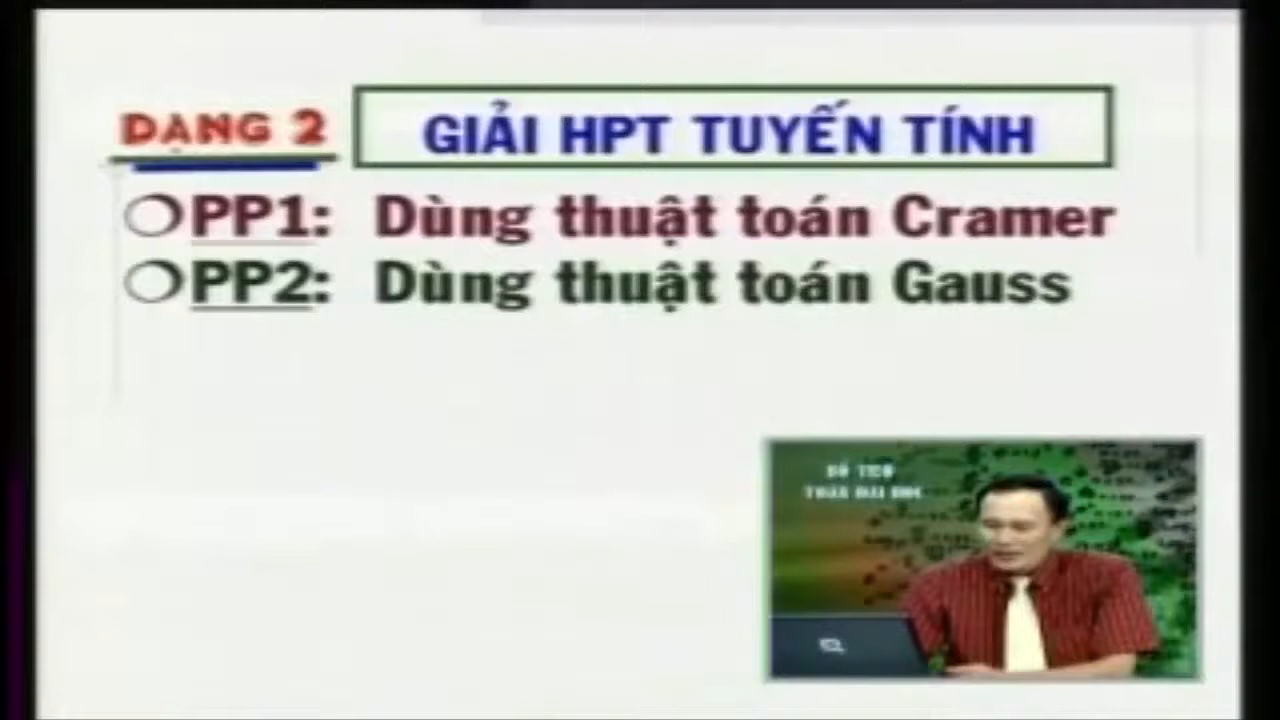 DẠNG 2
GIẢI HPT TUYẾN TÍNH
PP1: Dùng thuật toán Cramer
PP2: Dùng thuật toán Gauss